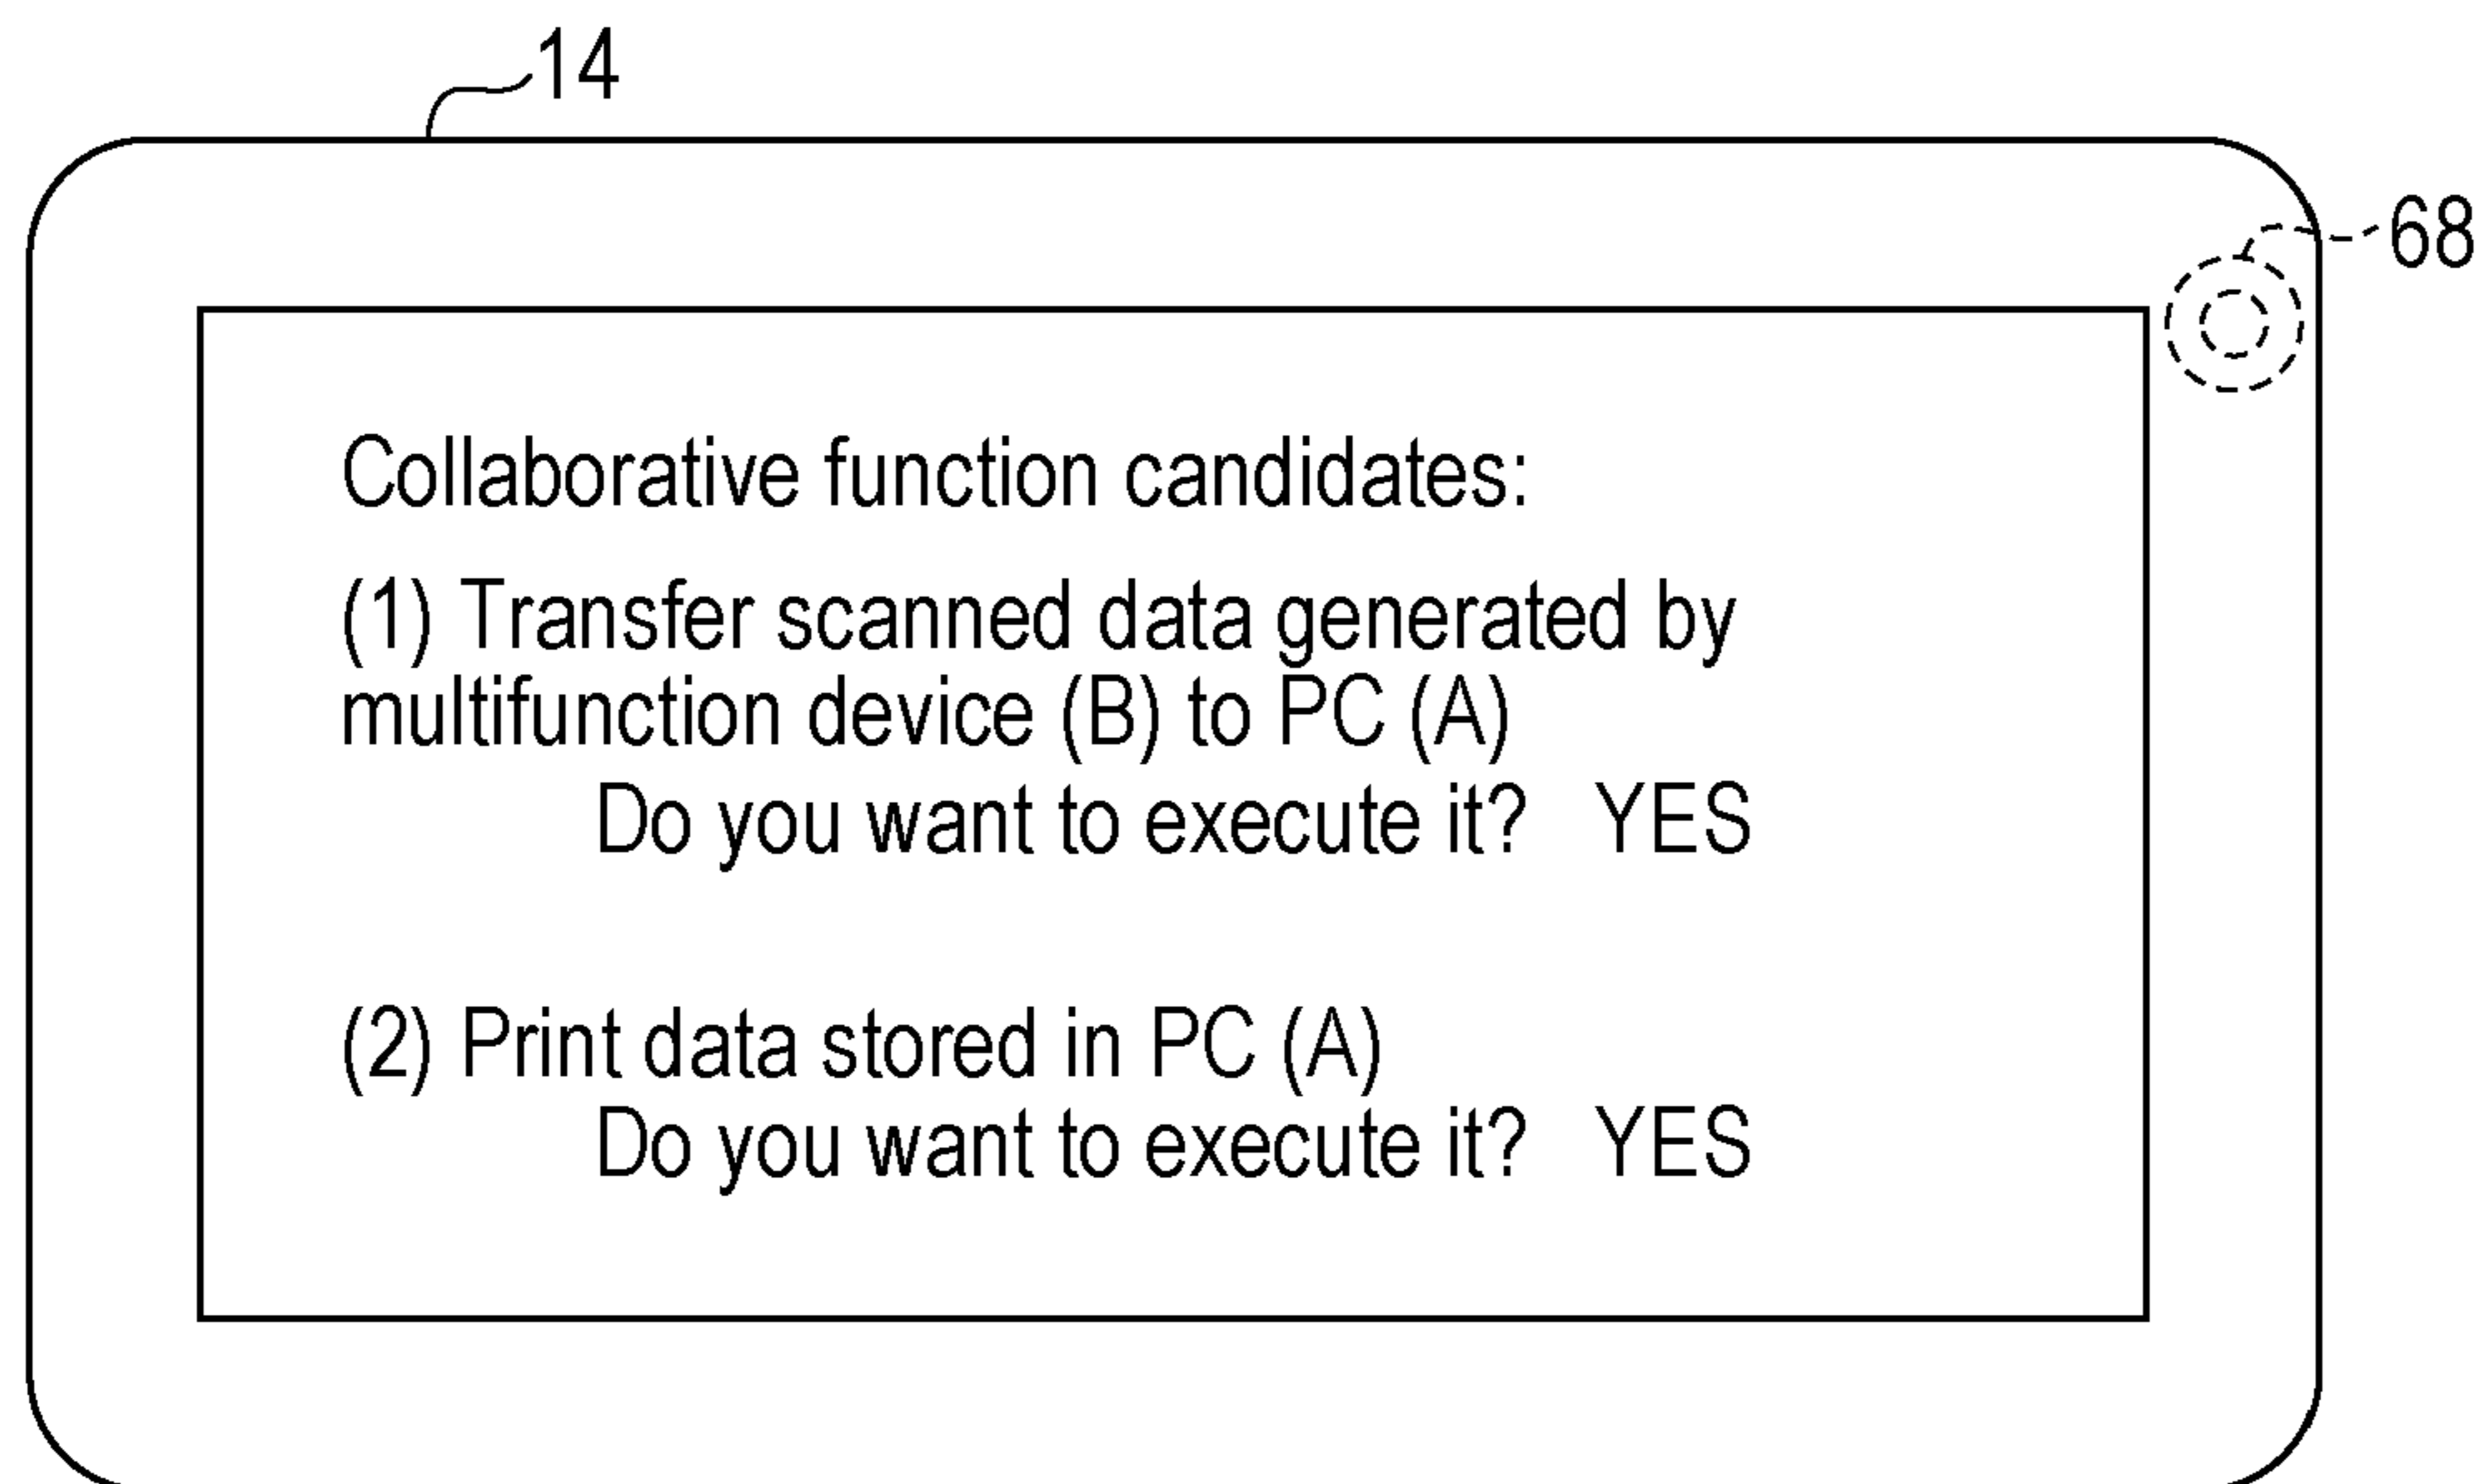 14
68
Collaborative function candidates:
(1) Transfer scanned data generated by
multifunction device (B) to PC (A)
Do you want to execute it? YES
(2) Print data stored in PC (A)
Do you want to execute it? YES